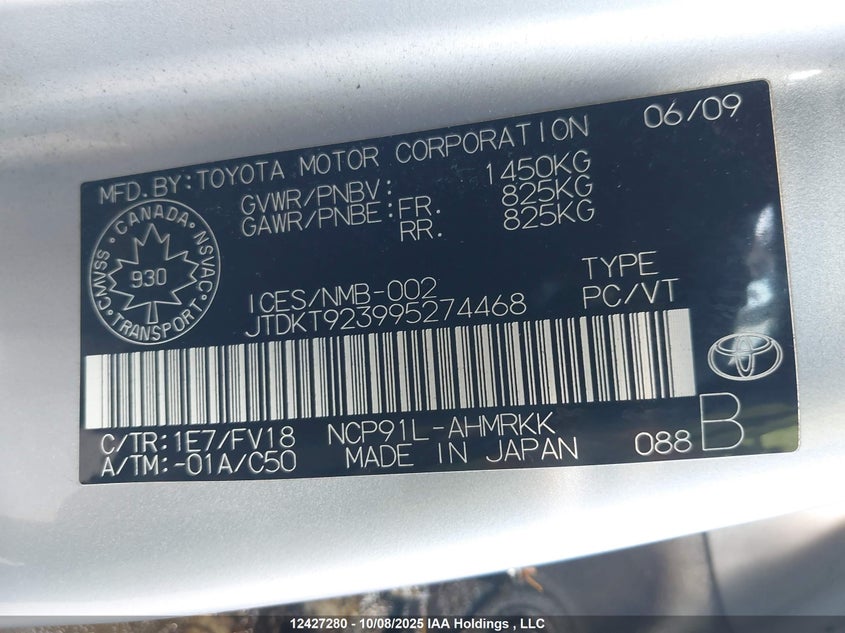 06/09
MFD.BY:TOYOTA MOTOR CORPORATION
GVWR/PNBV: 1450KG
GAWR/PNBE:FR. 825KG
RR. 825KG
CANADA
CMVSS NSVAC
930
TRANSPORT
ICES/NMB-002
TYPE
JTDKT923995274468
PC/VT
C/TR:1E7/FV18
NCP91L-AHMRKK
A/TM:-01A/C50
MADE IN JAPAN
088 B
12427280 - 10/08/2025 IAA Holdings , LLC